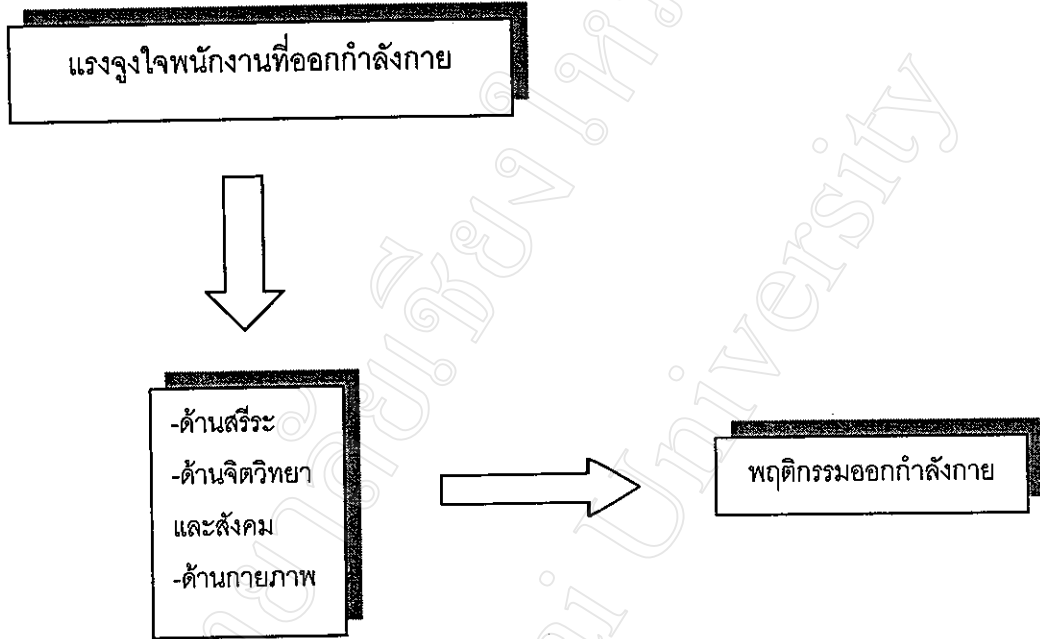 แรงจูงใจพนักงานที่ออกกำลังกาย
-ด้านสรีระ
-ด้านจิตวิทยา
และสังคม
-ด้านกายภาพ
พฤติกรรมออกกำลังกาย
University